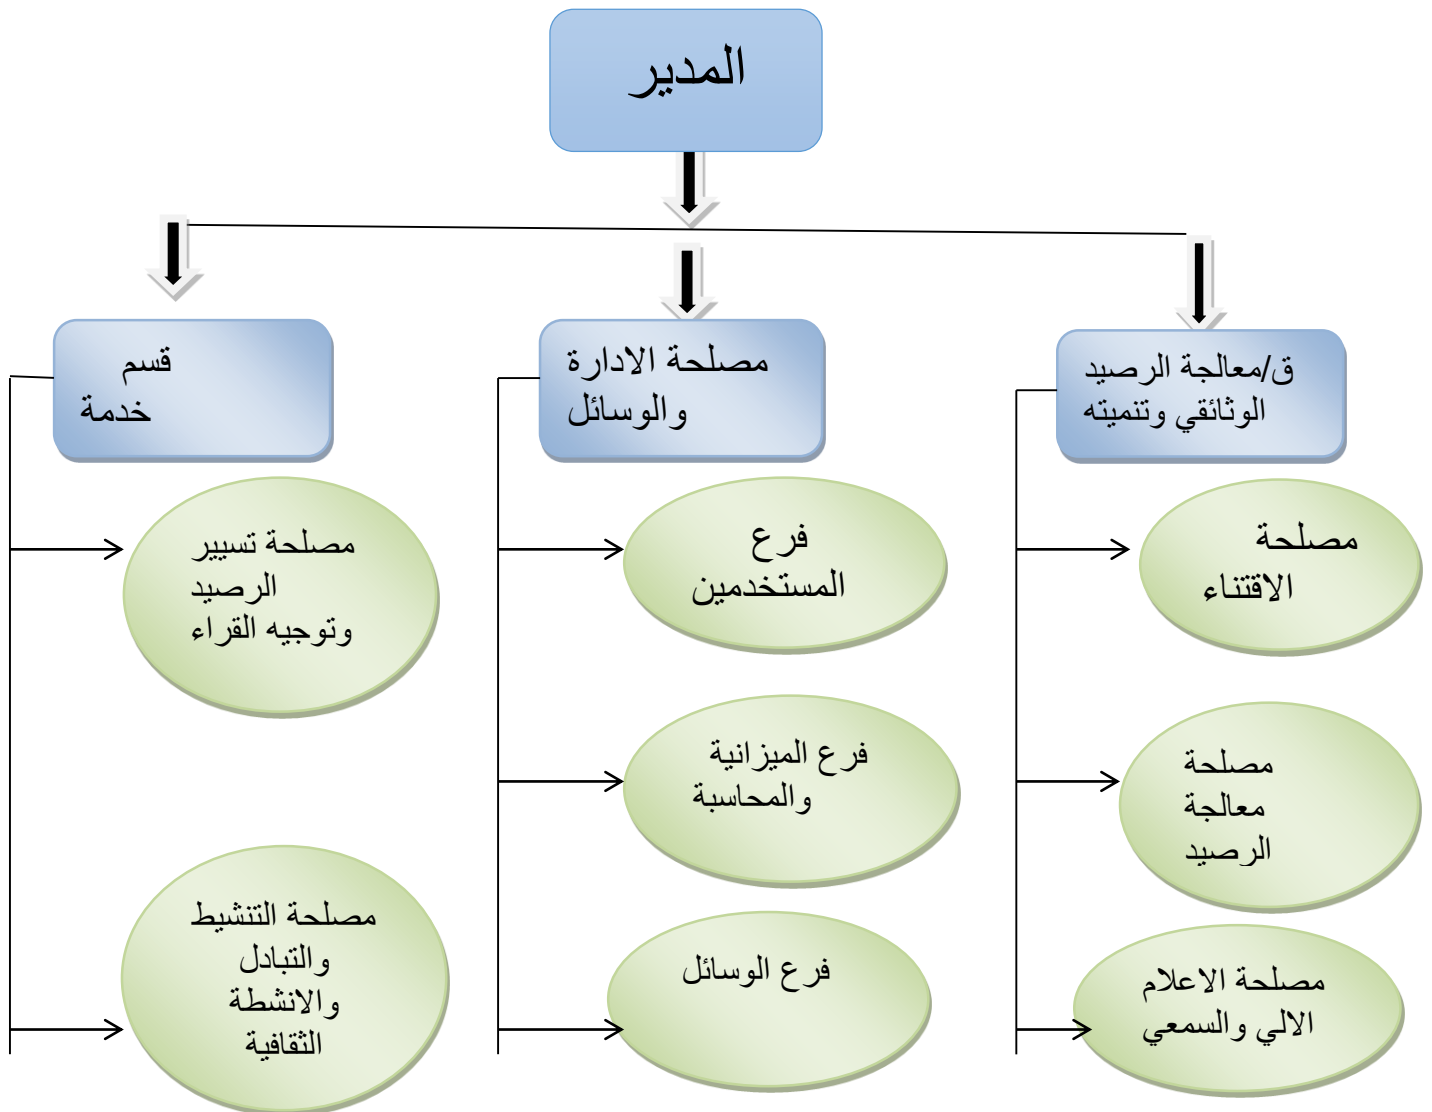 المدير
ق/معالجة الرصيد
الوثائقي وتنميته
مصلحة الادارة
والوسائل
قسم
خدمة
مصلحة
الاقتناء
فرع
المستخدمين
مصلحة تسيير
الرصيد
وتوجيه القراء
مصلحة
معالجة
الرصيد
فرع الميزانية
والمحاسبة
مصلحة التنشيط
والتبادل
والانشطة
الثقافية
فرع الوسائل
مصلحة الاعلام
الالي والسمعي